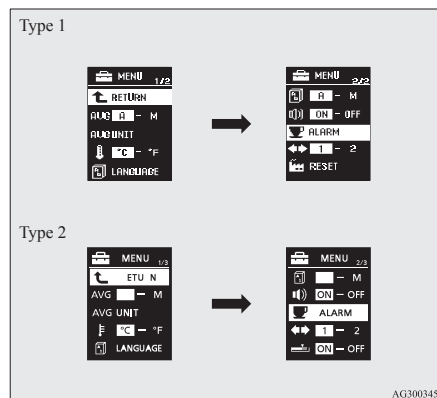 Type 1
MENU 1/2
RETURN
AVG A – M
AVG UNIT
°C – °F
LANGUAGE
MENU 2/2
A – M
ON – OFF
ALARM
1 – 2
RESET
Type 2
MENU 1/3
ETU N
AVG – M
AVG UNIT
°C – °F
LANGUAGE
MENU 2/3
– M
ON – OFF
ALARM
1 – 2
ON – OFF
AG300345